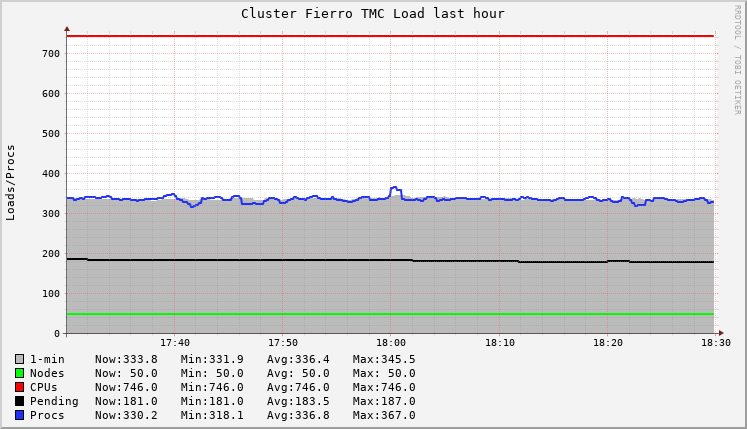 Cluster Fierro TMC Load last hour
RRDTOOL / TOBI OETIKER
Loads/Procs
700
600
500
400
300
200
100
0
17:40 17:50 18:00 18:10 18:20 18:30
1-min Now:333.8 Min:331.9 Avg:336.4 Max:345.5
Nodes Now: 50.0 Min: 50.0 Avg: 50.0 Max: 50.0
CPUs Now:746.0 Min:746.0 Avg:746.0 Max:746.0
Pending Now:181.0 Min:181.0 Avg:183.5 Max:187.0
Procs Now:330.2 Min:318.1 Avg:336.8 Max:367.0